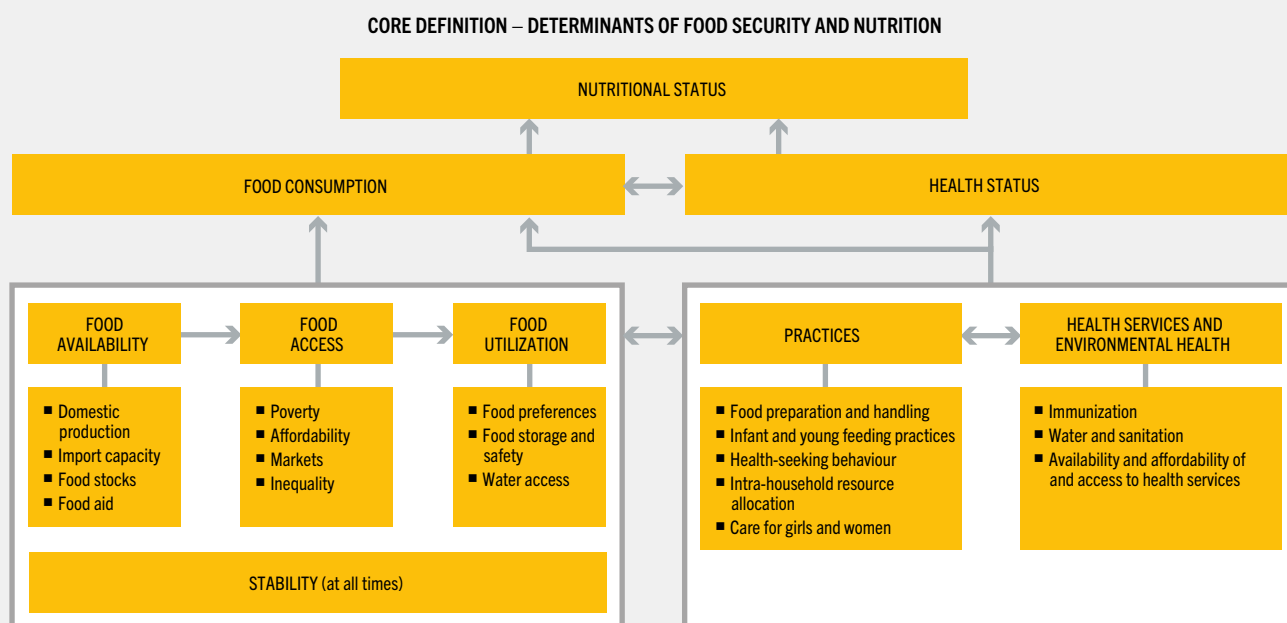 CORE DEFINITION – DETERMINANTS OF FOOD SECURITY AND NUTRITION
NUTRITIONAL STATUS
FOOD CONSUMPTION
HEALTH STATUS
FOOD
AVAILABILITY
FOOD
ACCESS
FOOD
UTILIZATION
PRACTICES
HEALTH SERVICES AND
ENVIRONMENTAL HEALTH
■ Domestic
production
■ Import capacity
■ Food stocks
■ Food aid
■ Poverty
■ Affordability
■ Markets
■ Inequality
■ Food preferences
■ Food storage and
safety
■ Water access
■ Food preparation and handling
■ Infant and young feeding practices
■ Health-seeking behaviour
■ Intra-household resource
allocation
■ Care for girls and women
■ Immunization
■ Water and sanitation
■ Availability and affordability of
and access to health services
STABILITY (at all times)